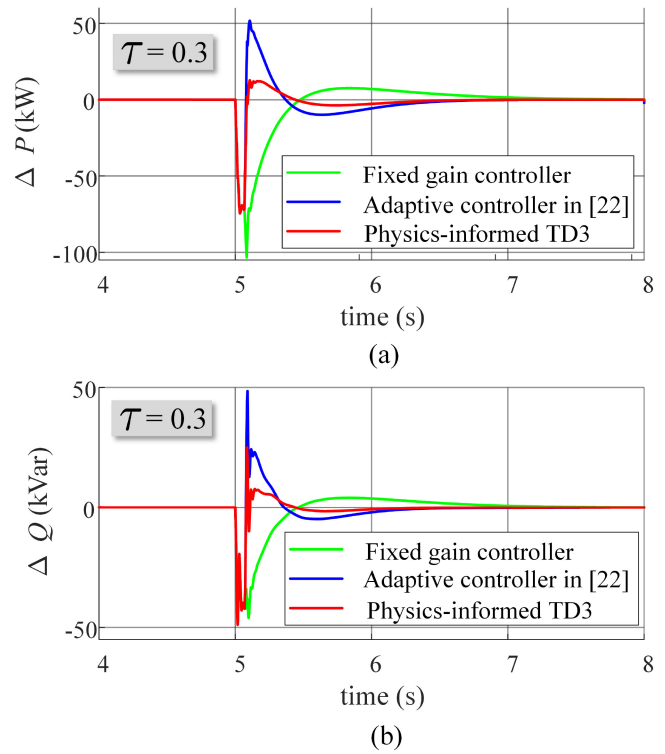 50
0
-50
-100
Δ P (kW)
τ = 0.3
Fixed gain controller
Adaptive controller in [22]
Physics-informed TD3
4 5 6 7 8
time (s)
(a)
50
0
-50
Δ Q (kVar)
τ = 0.3
Fixed gain controller
Adaptive controller in [22]
Physics-informed TD3
4 5 6 7 8
time (s)
(b)